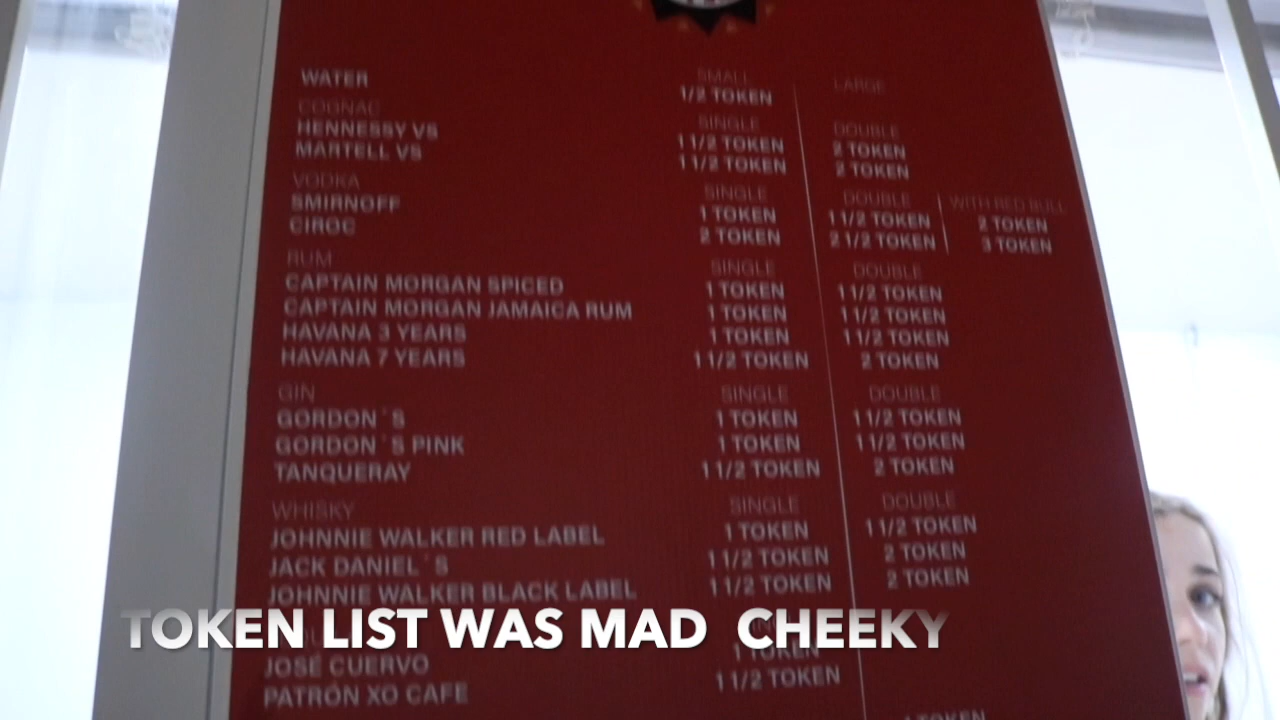 WATER SMALL LARGE
1/2 TOKEN
COGNAC SINGLE DOUBLE
HENNESSY VS 1 1/2 TOKEN 2 TOKEN
MARTELL VS 1 1/2 TOKEN 2 TOKEN
VODKA SINGLE DOUBLE WITH RED BULL
SMIRNOFF 1 TOKEN 1 1/2 TOKEN 2 TOKEN
CIROC 2 TOKEN 2 1/2 TOKEN 3 TOKEN
RUM SINGLE DOUBLE
CAPTAIN MORGAN SPICED 1 TOKEN 1 1/2 TOKEN
CAPTAIN MORGAN JAMAICA RUM 1 TOKEN 1 1/2 TOKEN
HAVANA 3 YEARS 1 TOKEN 1 1/2 TOKEN
HAVANA 7 YEARS 1 1/2 TOKEN 2 TOKEN
GIN SINGLE DOUBLE
GORDON´S 1 TOKEN 1 1/2 TOKEN
GORDON´S PINK 1 TOKEN 1 1/2 TOKEN
TANQUERAY 1 1/2 TOKEN 2 TOKEN
WHISKY SINGLE DOUBLE
JOHNNIE WALKER RED LABEL 1 TOKEN 1 1/2 TOKEN
JACK DANIEL´S 1 1/2 TOKEN 2 TOKEN
JOHNNIE WALKER BLACK LABEL 1 1/2 TOKEN 2 TOKEN
TOKEN LIST WAS MAD CHEEKY
JOSÉ CUERVO 1 TOKEN
PATRÓN XO CAFE 1 1/2 TOKEN
1 TOKEN